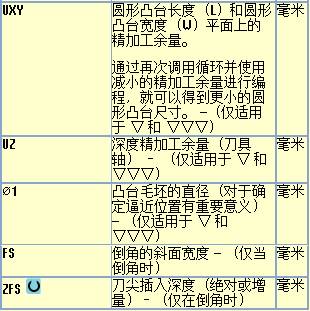 UXY
圆形凸台长度（L）和圆形
凸台宽度（W）平面上的
精加工余量。
毫米
通过再次调用循环并使用
减小的精加工余量进行编
程，就可以得到更小的圆
形凸台尺寸。 –（仅适用
于 ▽ 和 ▽▽▽）
UZ
深度精加工余量（刀具
轴） – （仅适用于 ▽ 和
▽▽▽）
毫米
∅1
凸台毛坯的直径（对于确
定逼近位置有重要意义）
– （仅适用于 ▽ 和
▽▽▽）
毫米
FS
倒角的斜面宽度 – （仅当
倒角时）
毫米
ZFS
刀尖插入深度（绝对或增
量） – （仅在倒角时）
毫米